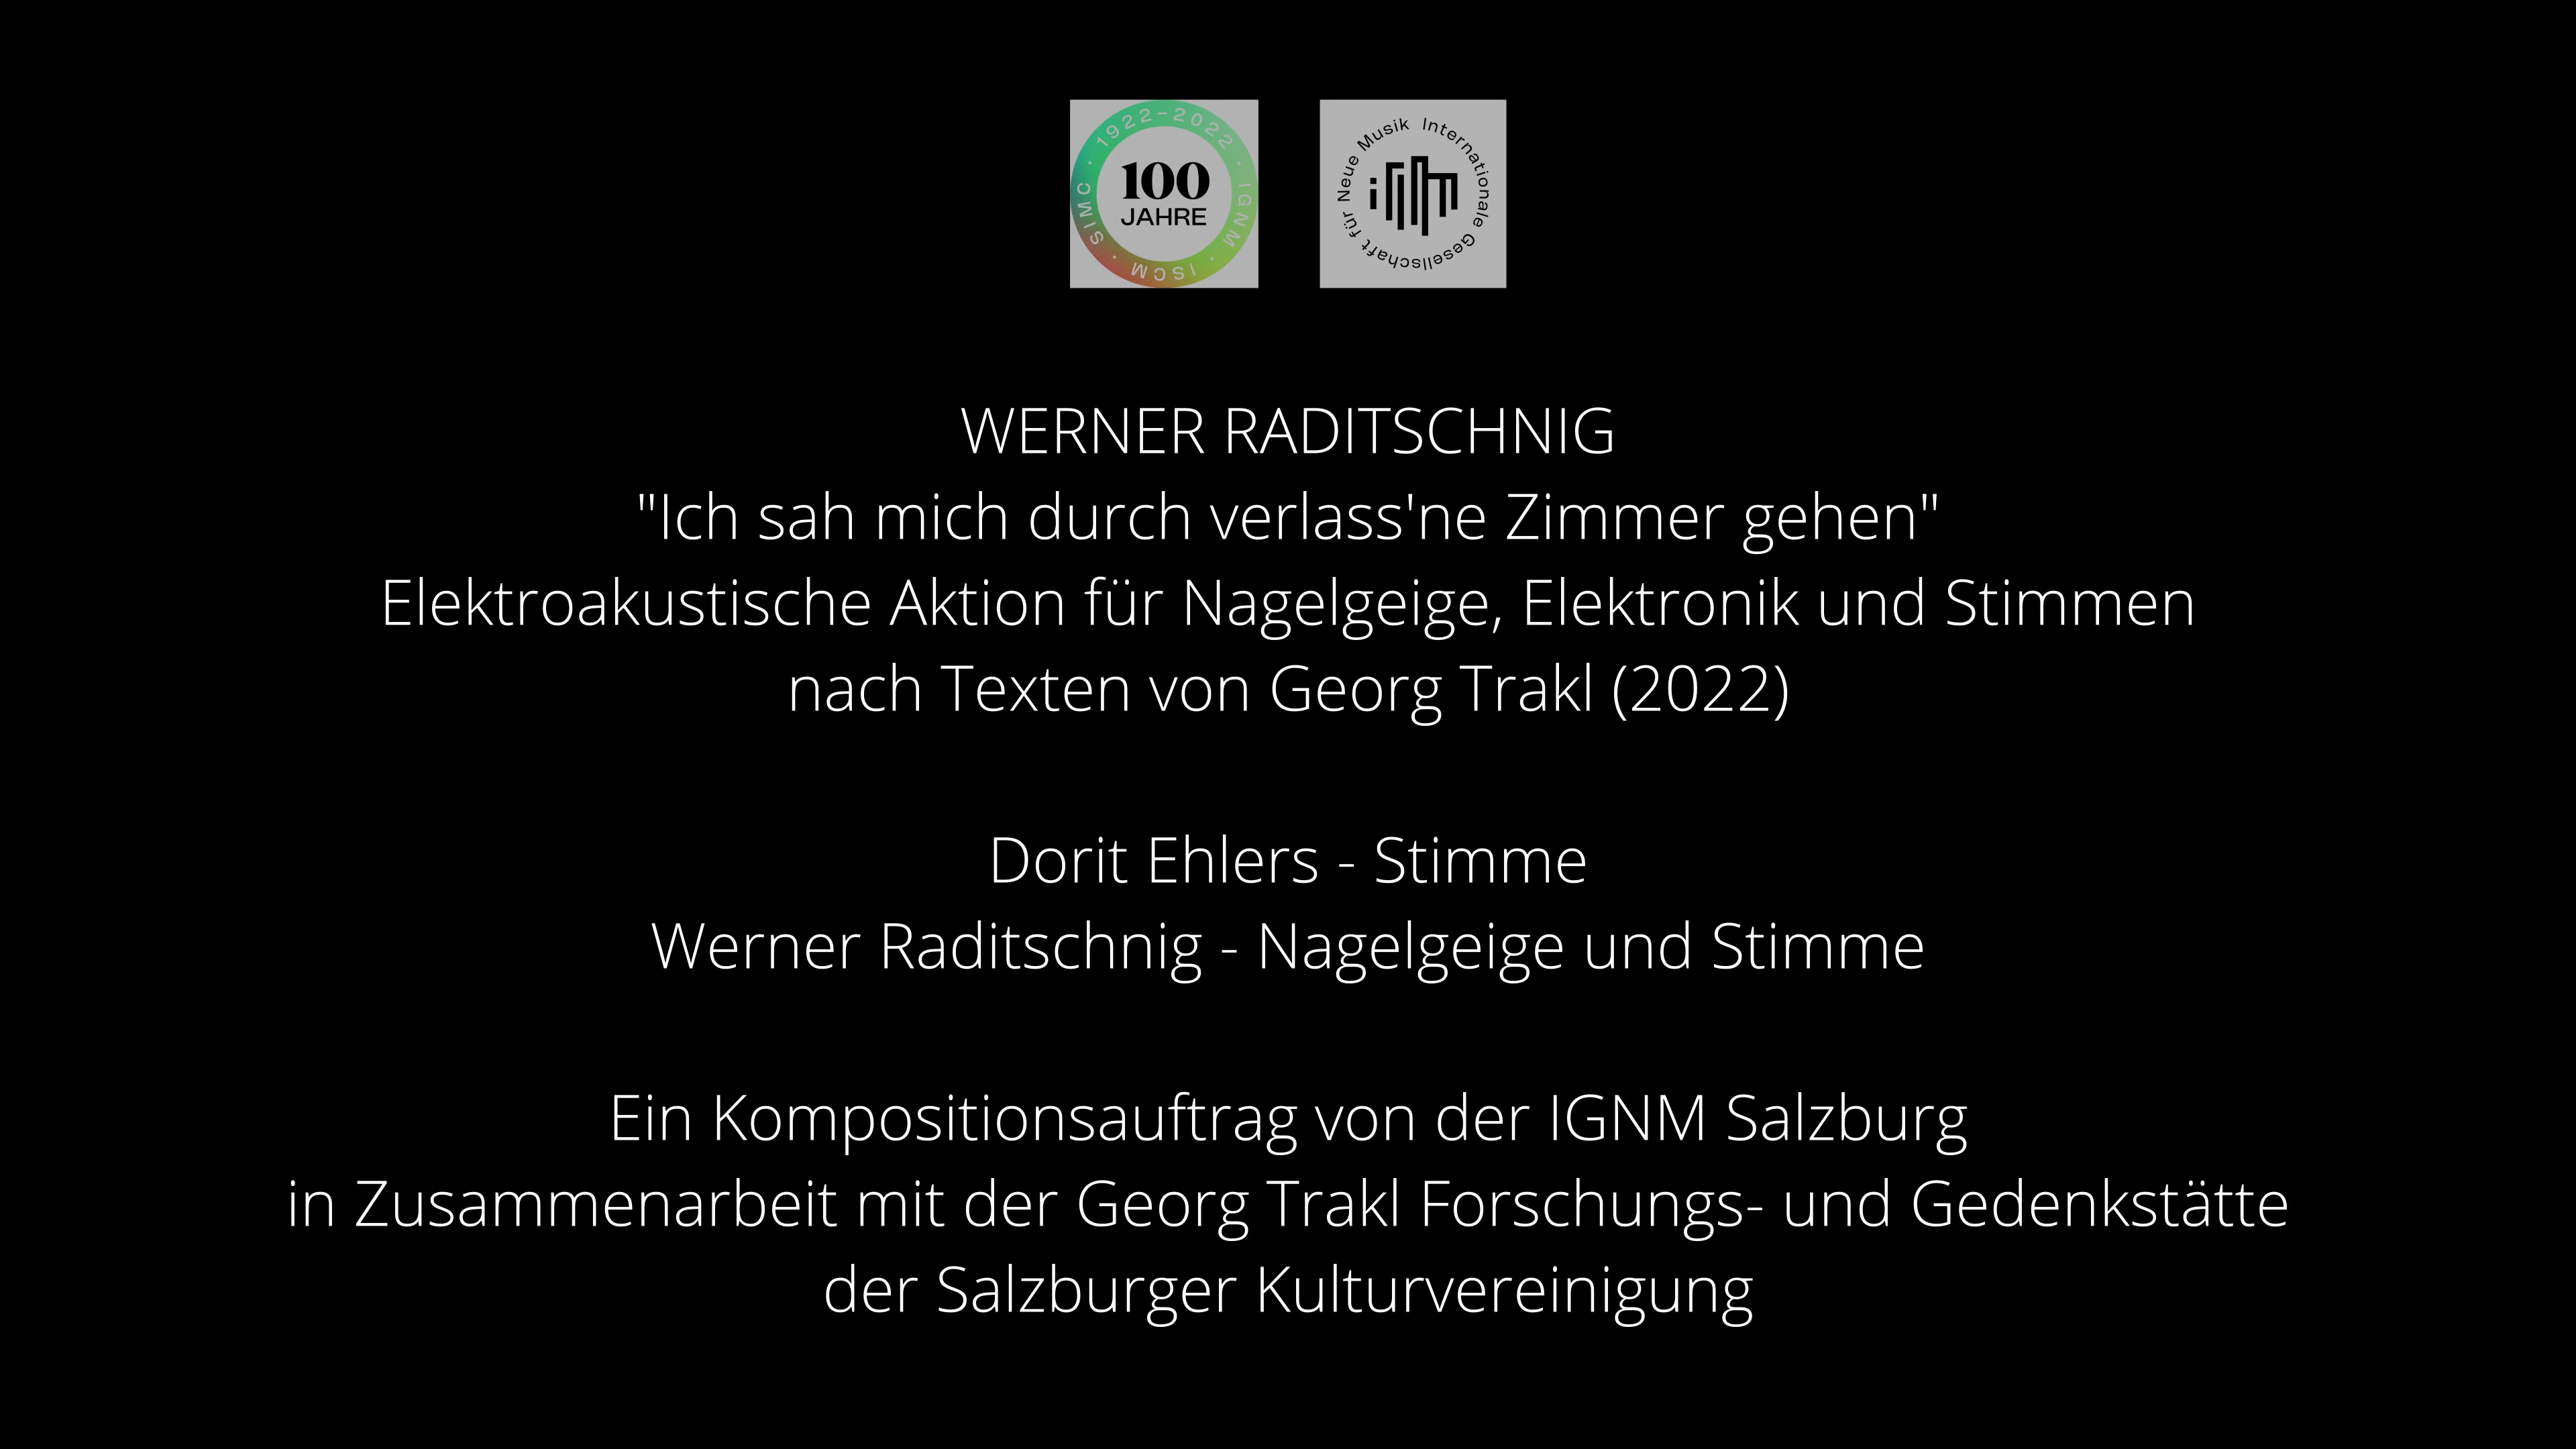 1922-2022 · IGNM · ISCM · SIMC ·
100
JAHRE
Internationale Gesellschaft für Neue Musik
ignm
WERNER RADITSCHNIG
"Ich sah mich durch verlass'ne Zimmer gehen"
Elektroakustische Aktion für Nagelgeige, Elektronik und Stimmen
nach Texten von Georg Trakl (2022)
Dorit Ehlers - Stimme
Werner Raditschnig - Nagelgeige und Stimme
Ein Kompositionsauftrag von der IGNM Salzburg
in Zusammenarbeit mit der Georg Trakl Forschungs- und Gedenkstätte
der Salzburger Kulturvereinigung